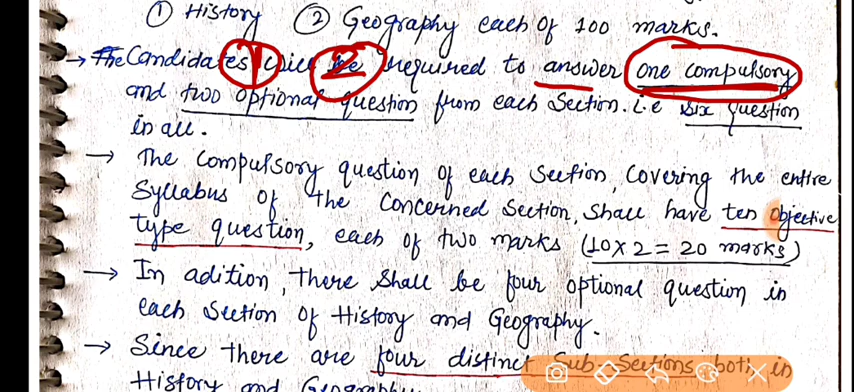 ① History ② Geography each of 100 marks.
→ The Candidates will be required to answer one compulsory
and two optional question from each Section. i.e six question
in all.
→ The Compulsory question of each Section, Covering the entire
Syllabus of the Concerned Section, Shall have ten objective
type question, each of two marks (10 x 2 = 20 marks)
→ In adition, there Shall be four optional question in
each Section of History and Geography.
→ Since there are four distinct Sub Sections both in
History and Geography